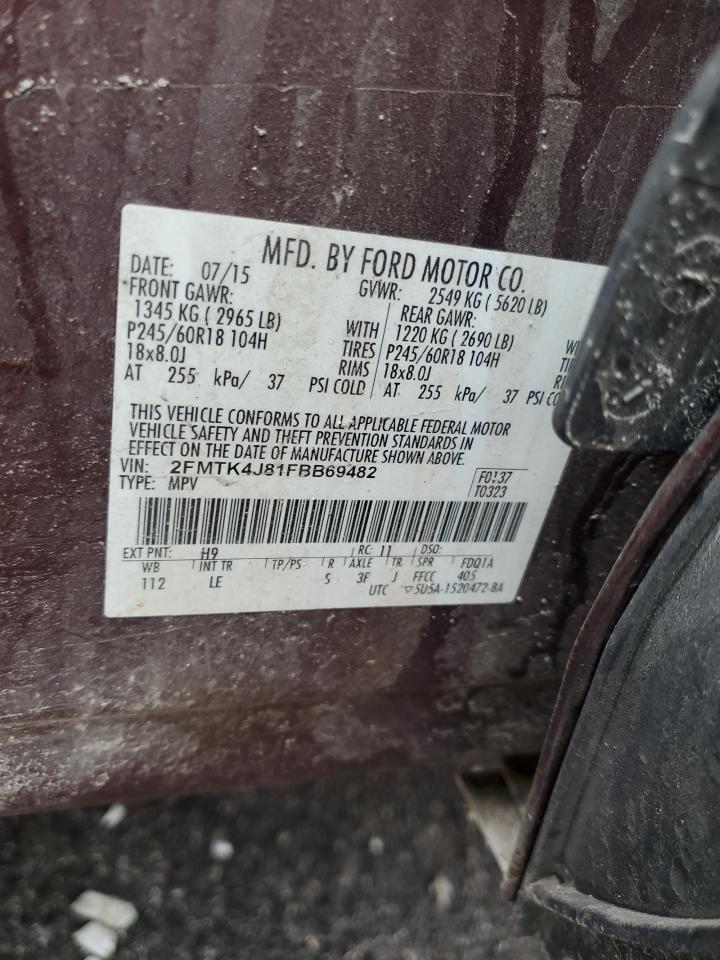 MFD. BY FORD MOTOR CO.
DATE: 07/15 GVWR: 2549 KG ( 5620 LB)
FRONT GAWR: REAR GAWR:
1345 KG ( 2965 LB) WITH 1220 KG ( 2690 LB)
P245/60R18 104H TIRES P245/60R18 104H
18x8.0J RIMS 18x8.0J
AT 255 kPa/ 37 PSI COLD AT 255 kPa/ 37 PSI
THIS VEHICLE CONFORMS TO ALL APPLICABLE FEDERAL MOTOR
VEHICLE SAFETY AND THEFT PREVENTION STANDARDS IN
EFFECT ON THE DATE OF MANUFACTURE SHOWN ABOVE.
VIN: 2FMTK4J81FBB69482 F0137
TYPE: MPV T0323
EXT PNT: H9 RC: 11 DSO:
WB INT TR TP/PS R AXLE TR SPR FDQ1A
112 LE S 3F J FFCC 405
UTC ▽5U5A-1520472-BA